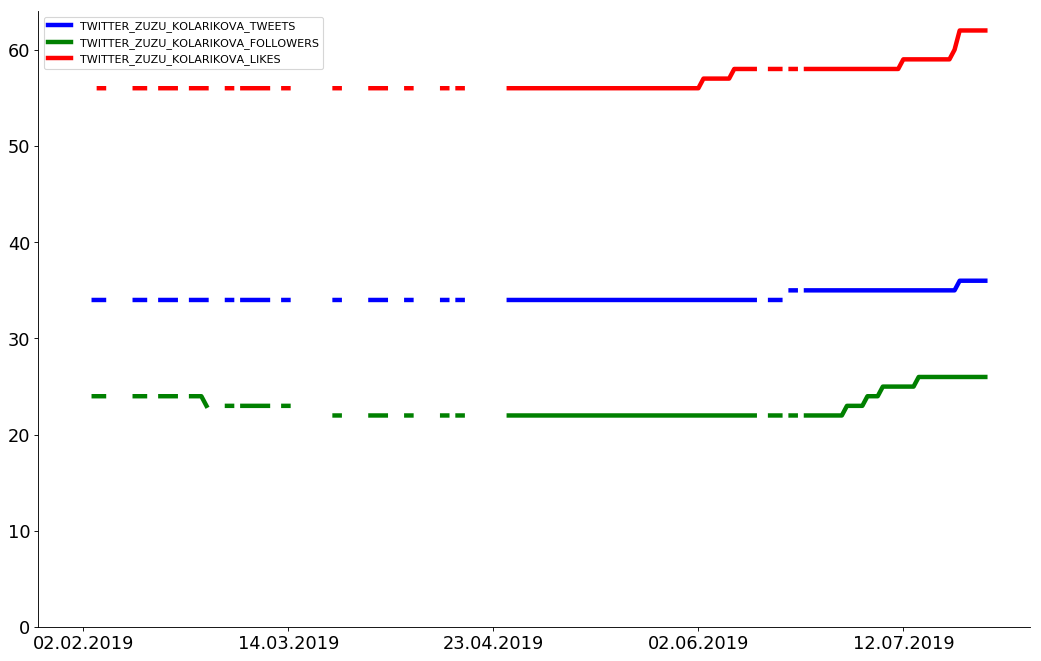 TWITTER_ZUZU_KOLARIKOVA_TWEETS
TWITTER_ZUZU_KOLARIKOVA_FOLLOWERS
TWITTER_ZUZU_KOLARIKOVA_LIKES
60
50
40
30
20
10
0
02.02.2019 14.03.2019 23.04.2019 02.06.2019 12.07.2019